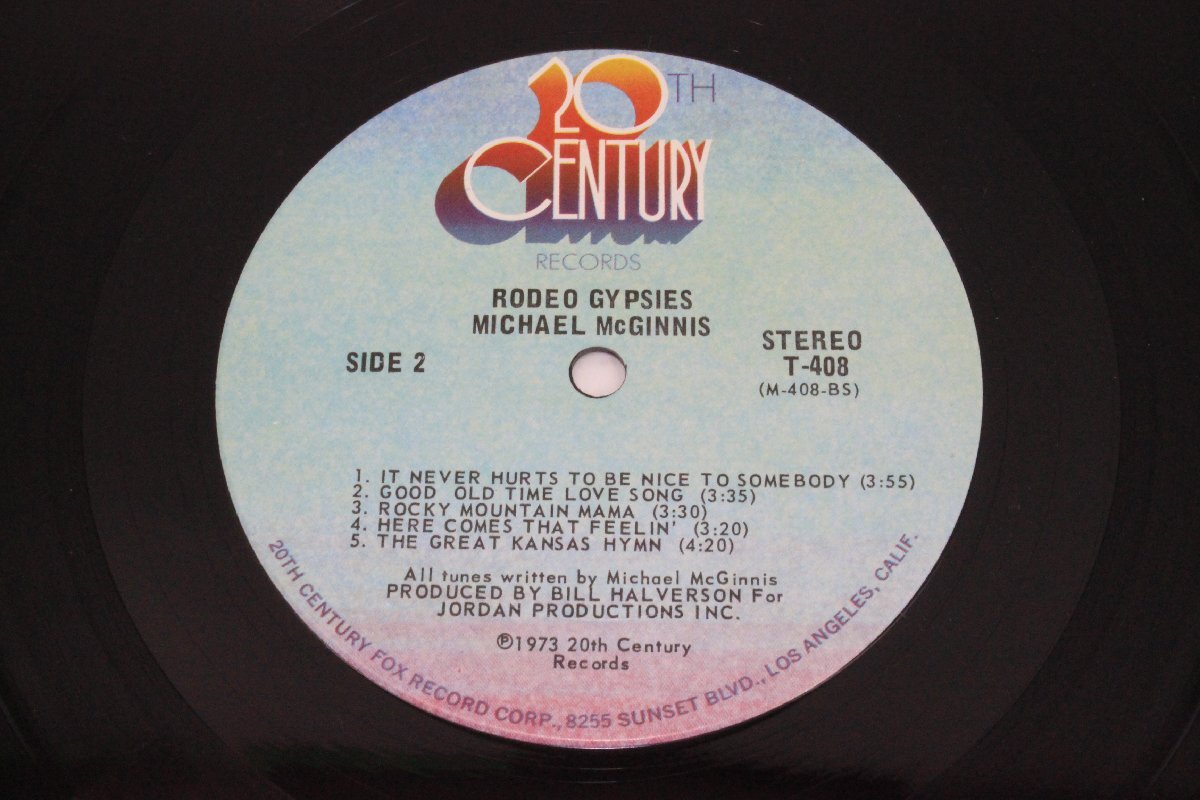 20TH
CENTURY
RECORDS
RODEO GYPSIES
MICHAEL McGINNIS
SIDE 2
STEREO
T-408
(M-408-BS)
1. IT NEVER HURTS TO BE NICE TO SOMEBODY (3:55)
2. GOOD OLD TIME LOVE SONG (3:35)
3. ROCKY MOUNTAIN MAMA (3:30)
4. HERE COMES THAT FEELIN' (3:20)
5. THE GREAT KANSAS HYMN (4:20)
All tunes written by Michael McGinnis
PRODUCED BY BILL HALVERSON For
JORDAN PRODUCTIONS INC.
℗1973 20th Century
Records
20TH CENTURY FOX RECORD CORP., 8255 SUNSET BLVD., LOS ANGELES, CALIF.